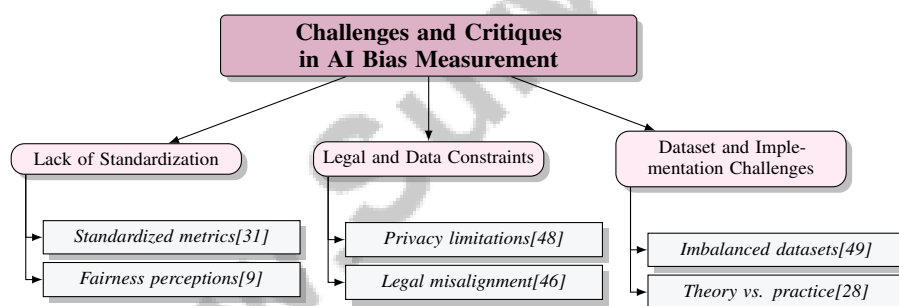 Challenges and Critiques
in AI Bias Measurement
Lack of Standardization
Standardized metrics[31]
Fairness perceptions[9]
Legal and Data Constraints
Privacy limitations[48]
Legal misalignment[46]
Dataset and Imple-
mentation Challenges
Imbalanced datasets[49]
Theory vs. practice[28]